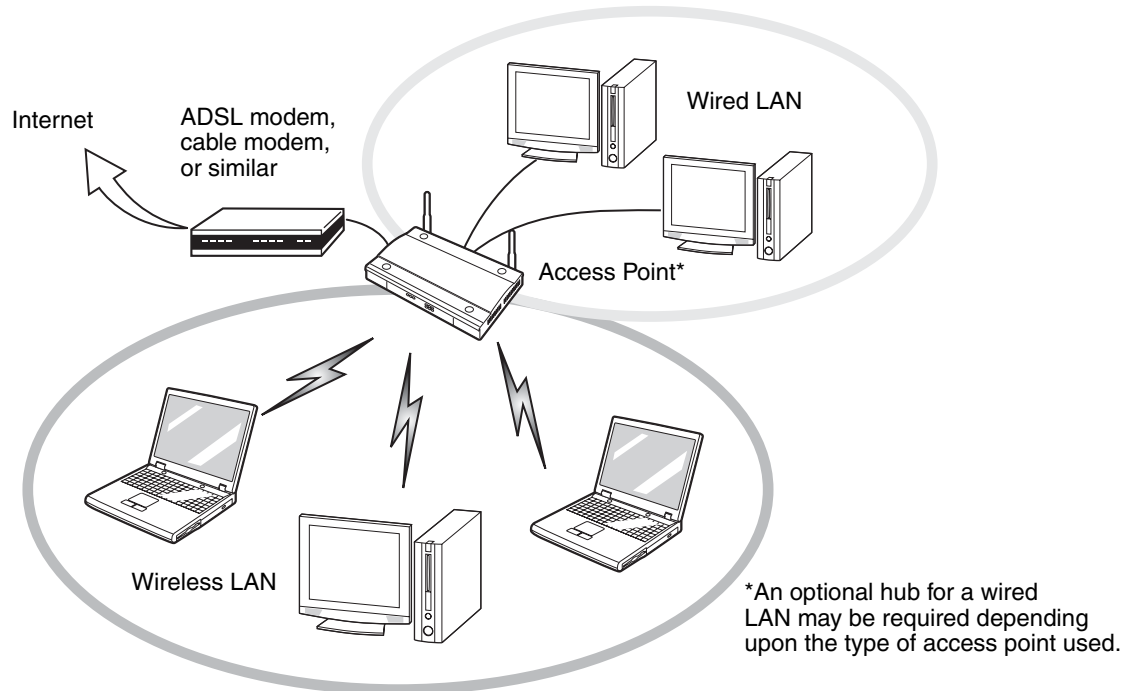 Internet
ADSL modem,
cable modem,
or similar
Wired LAN
Access Point*
Wireless LAN
*An optional hub for a wired
LAN may be required depending
upon the type of access point used.